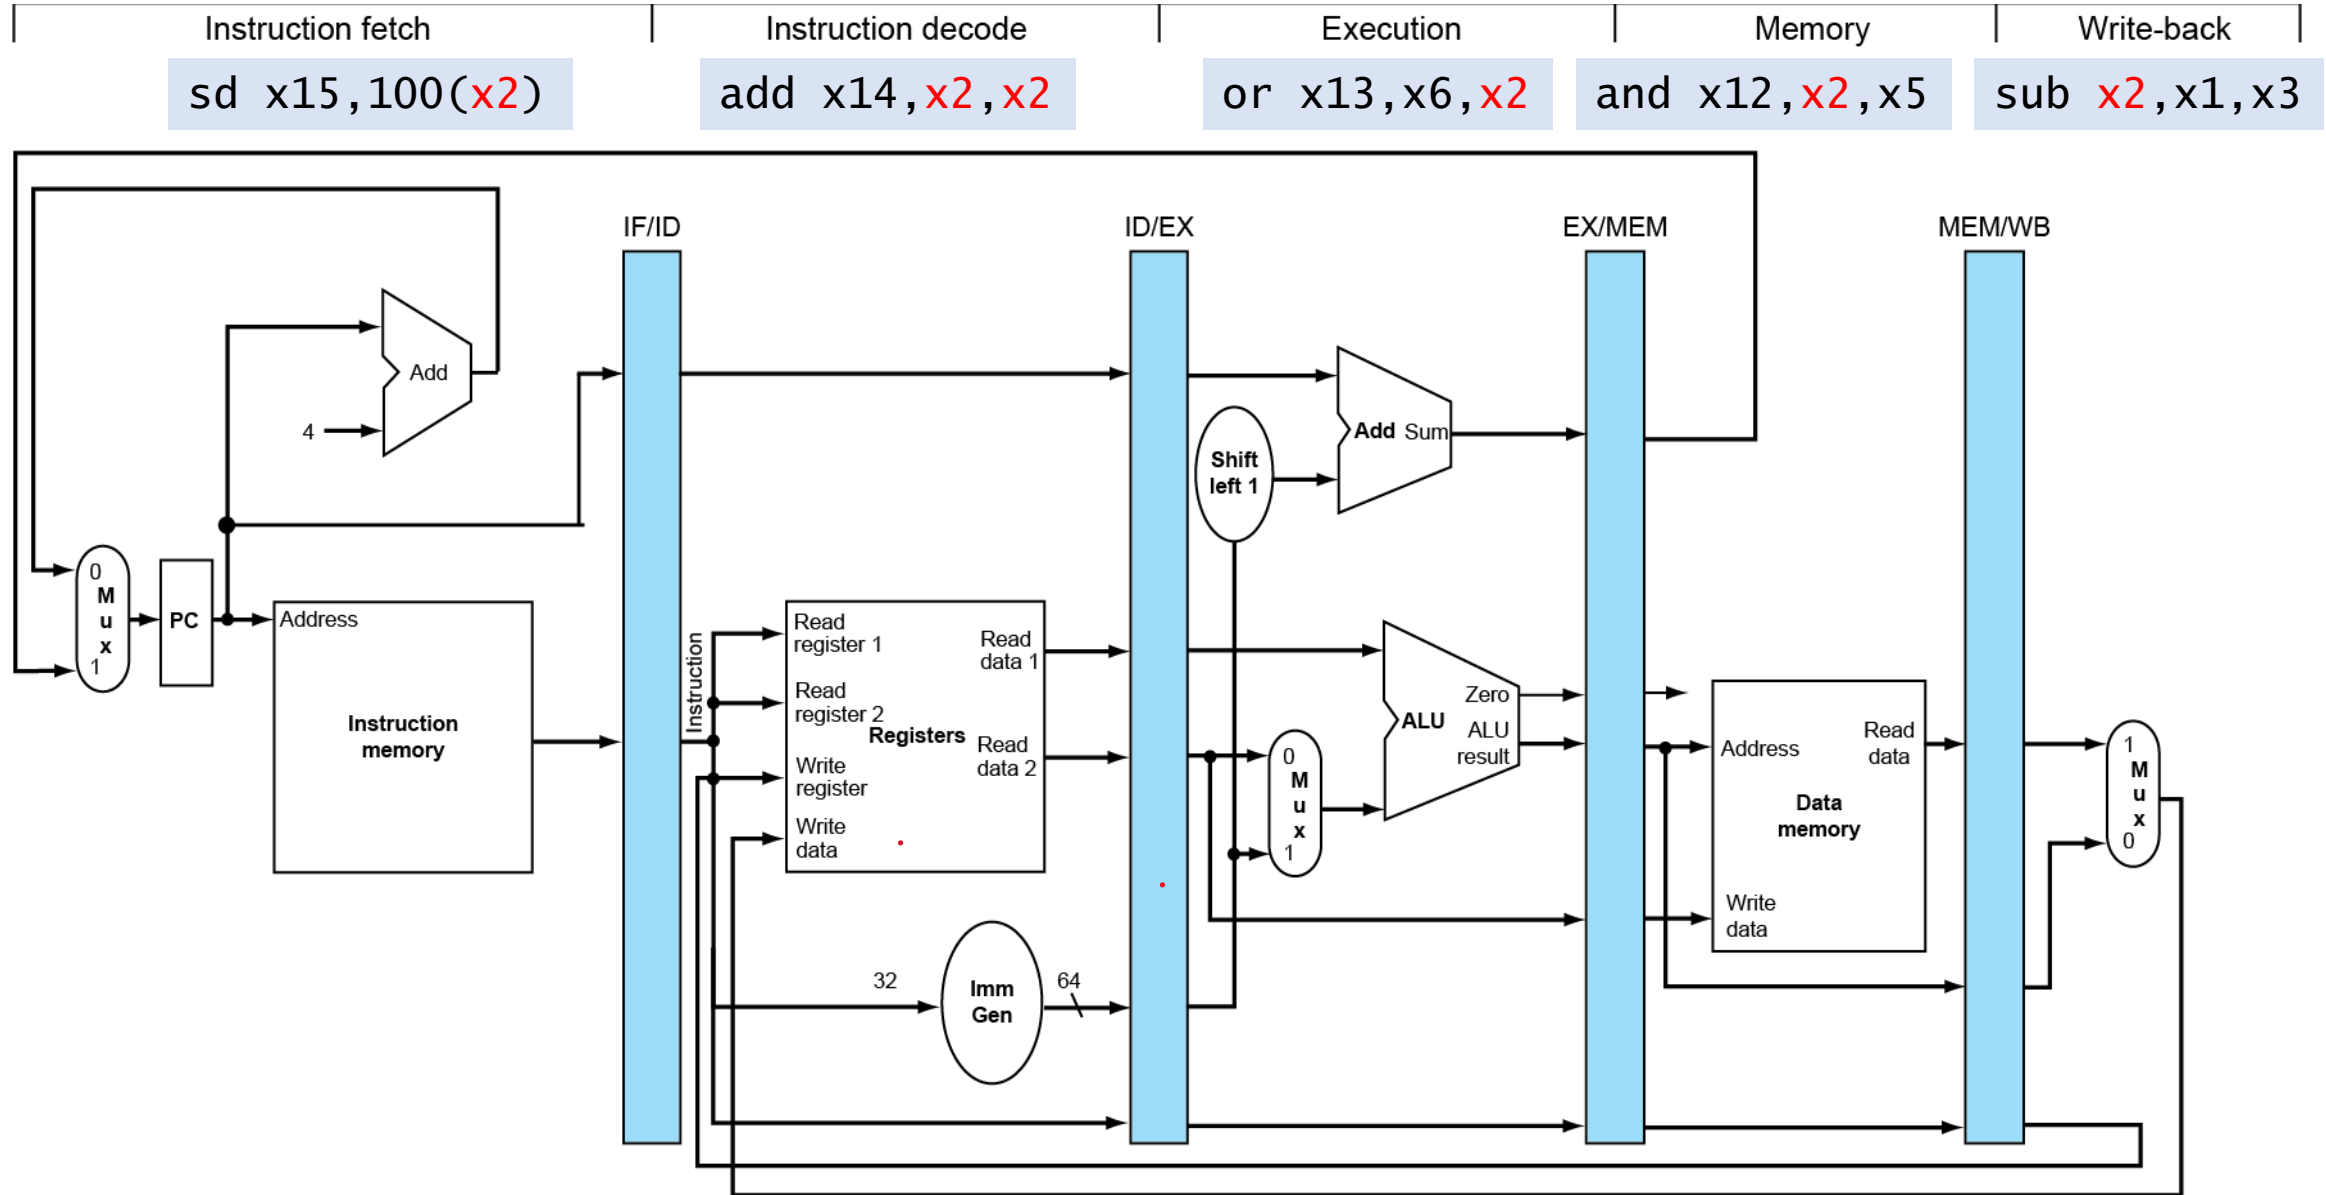 Instruction fetch
Instruction decode
Execution
Memory
Write-back
sd x15,100(x2)
add x14,x2,x2
or x13,x6,x2
and x12,x2,x5
sub x2,x1,x3
IF/ID
ID/EX
EX/MEM
MEM/WB
Add
4
0
M
u
x
1
PC
Address
Instruction
memory
Instruction
Read
register 1
Read
register 2
Write
register
Write
data
Registers
Read
data 1
Read
data 2
32
Imm
Gen
64
Shift
left 1
Add Sum
0
M
u
x
1
ALU
Zero
ALU
result
Address
Read
data
Data
memory
Write
data
1
M
u
x
0